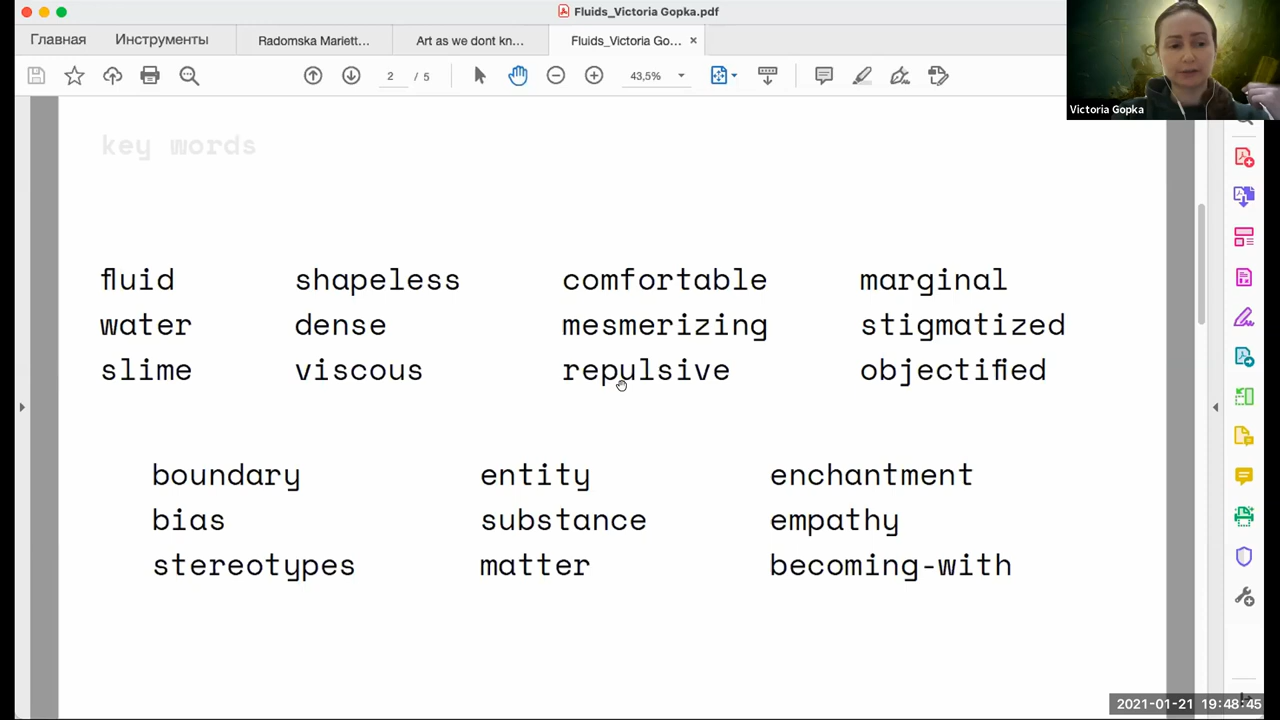 Fluids_Victoria Gopka.pdf
Главная Инструменты Radomska Mariett... Art as we dont kn... Fluids_Victoria Go... ×
2 / 5 43,5%
Victoria Gopka
key words
fluid shapeless comfortable marginal
water dense mesmerizing stigmatized
slime viscous repulsive objectified
boundary entity enchantment
bias substance empathy
stereotypes matter becoming-with
2021-01-21 19:48:45